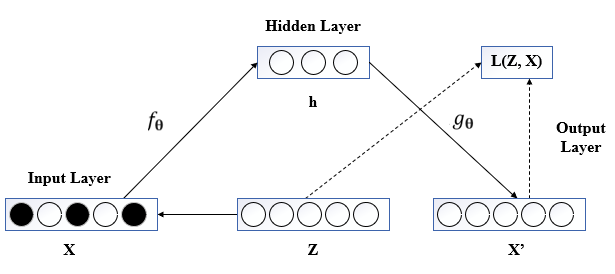 Hidden Layer
L(Z, X)
h
fθ
gθ
Output
Layer
Input Layer
X
Z
X’